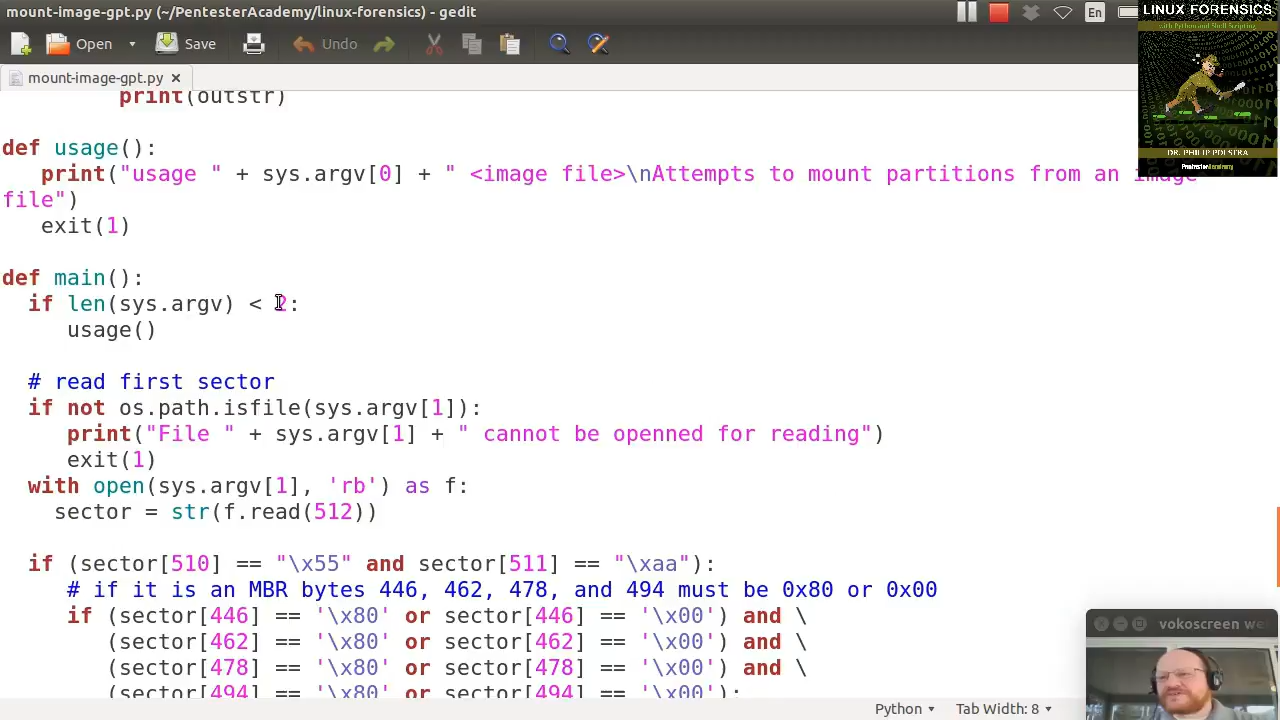 mount-image-gpt.py (~/PentesterAcademy/linux-forensics) - gedit
En
Open
Save
Undo
mount-image-gpt.py
LINUX FORENSICS
with Python and Shell Scripting
DR. PHILIP POLSTRA
PentesterAcademy
print(outstr)
def usage():
print("usage " + sys.argv[0] + " <image file>\nAttempts to mount partitions from an image
file")
exit(1)
def main():
if len(sys.argv) < 2:
usage()
# read first sector
if not os.path.isfile(sys.argv[1]):
print("File " + sys.argv[1] + " cannot be openned for reading")
exit(1)
with open(sys.argv[1], 'rb') as f:
sector = str(f.read(512))
if (sector[510] == "\x55" and sector[511] == "\xaa"):
# if it is an MBR bytes 446, 462, 478, and 494 must be 0x80 or 0x00
if (sector[446] == '\x80' or sector[446] == '\x00') and \
(sector[462] == '\x80' or sector[462] == '\x00') and \
(sector[478] == '\x80' or sector[478] == '\x00') and \
(sector[494] == '\x80' or sector[494] == '\x00'):
vokoscreen we
Python
Tab Width: 8